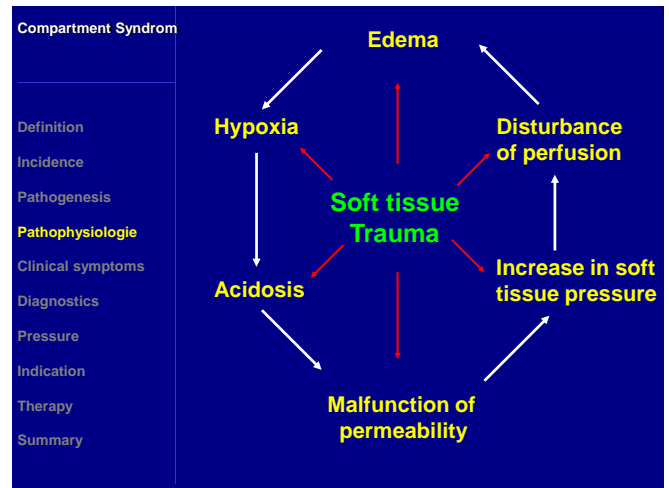 Compartment Syndrom
Definition
Incidence
Pathogenesis
Pathophysiologie
Clinical symptoms
Diagnostics
Pressure
Indication
Therapy
Summary
Edema
Hypoxia
Disturbance
of perfusion
Soft tissue
Trauma
Acidosis
Increase in soft
tissue pressure
Malfunction of
permeability